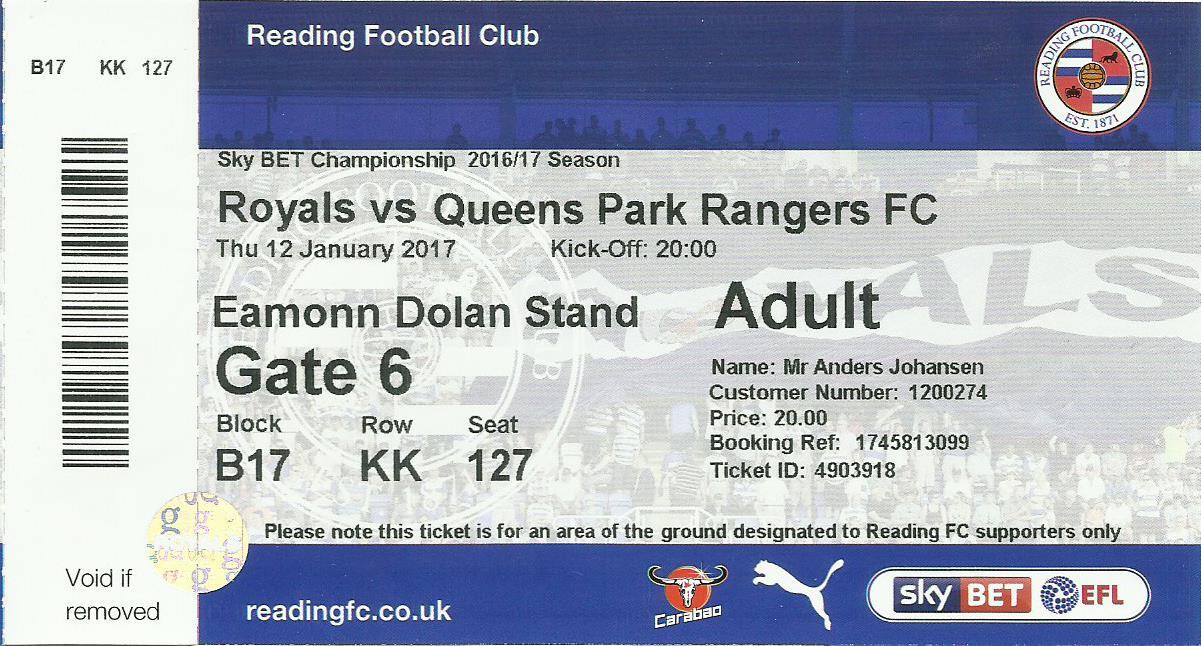 B17 KK 127
Void if
removed
Reading Football Club
READING FOOTBALL CLUB
EST. 1871
Sky BET Championship 2016/17 Season
Royals vs Queens Park Rangers FC
Thu 12 January 2017 Kick-Off: 20:00
Eamonn Dolan Stand
Adult
Gate 6
Name: Mr Anders Johansen
Customer Number: 1200274
Price: 20.00
Booking Ref: 1745813099
Ticket ID: 4903918
Block Row Seat
B17 KK 127
Please note this ticket is for an area of the ground designated to Reading FC supporters only
readingfc.co.uk
Carabao
sky BET
EFL